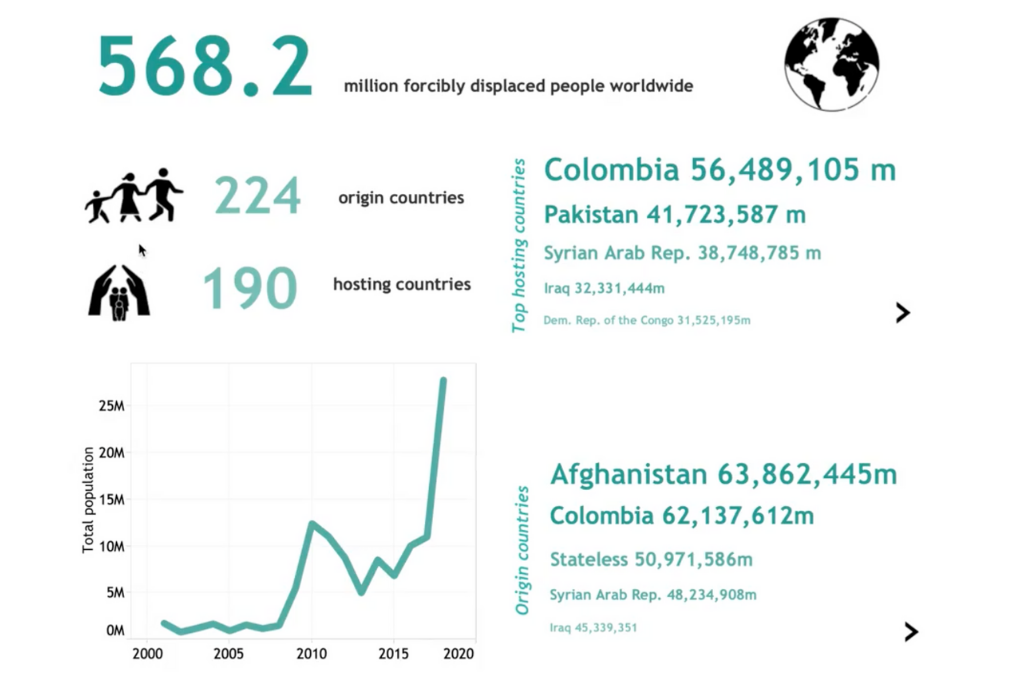 568.2
million forcibly displaced people worldwide
224
origin countries
190
hosting countries
Top hosting countries
Colombia 56,489,105 m
Pakistan 41,723,587 m
Syrian Arab Rep. 38,748,785 m
Iraq 32,331,444m
Dem. Rep. of the Congo 31,525,195m
Total population
25M
20M
15M
10M
5M
0M
2000
2005
2010
2015
2020
Origin countries
Afghanistan 63,862,445m
Colombia 62,137,612m
Stateless 50,971,586m
Syrian Arab Rep. 48,234,908m
Iraq 45,339,351